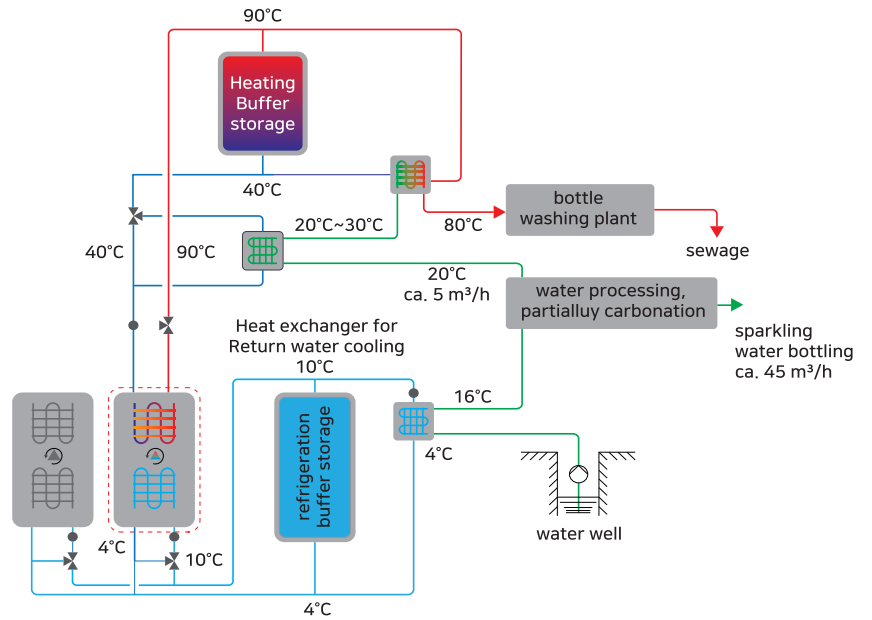 90°C
Heating
Buffer
storage
40°C
20°C~30°C
80°C
bottle
washing plant
sewage
40°C
90°C
20°C
ca. 5 m³/h
water processing,
partialluy carbonation
sparkling
water bottling
ca. 45 m³/h
Heat exchanger for
Return water cooling
10°C
16°C
4°C
refrigeration
buffer storage
water well
4°C
10°C
4°C